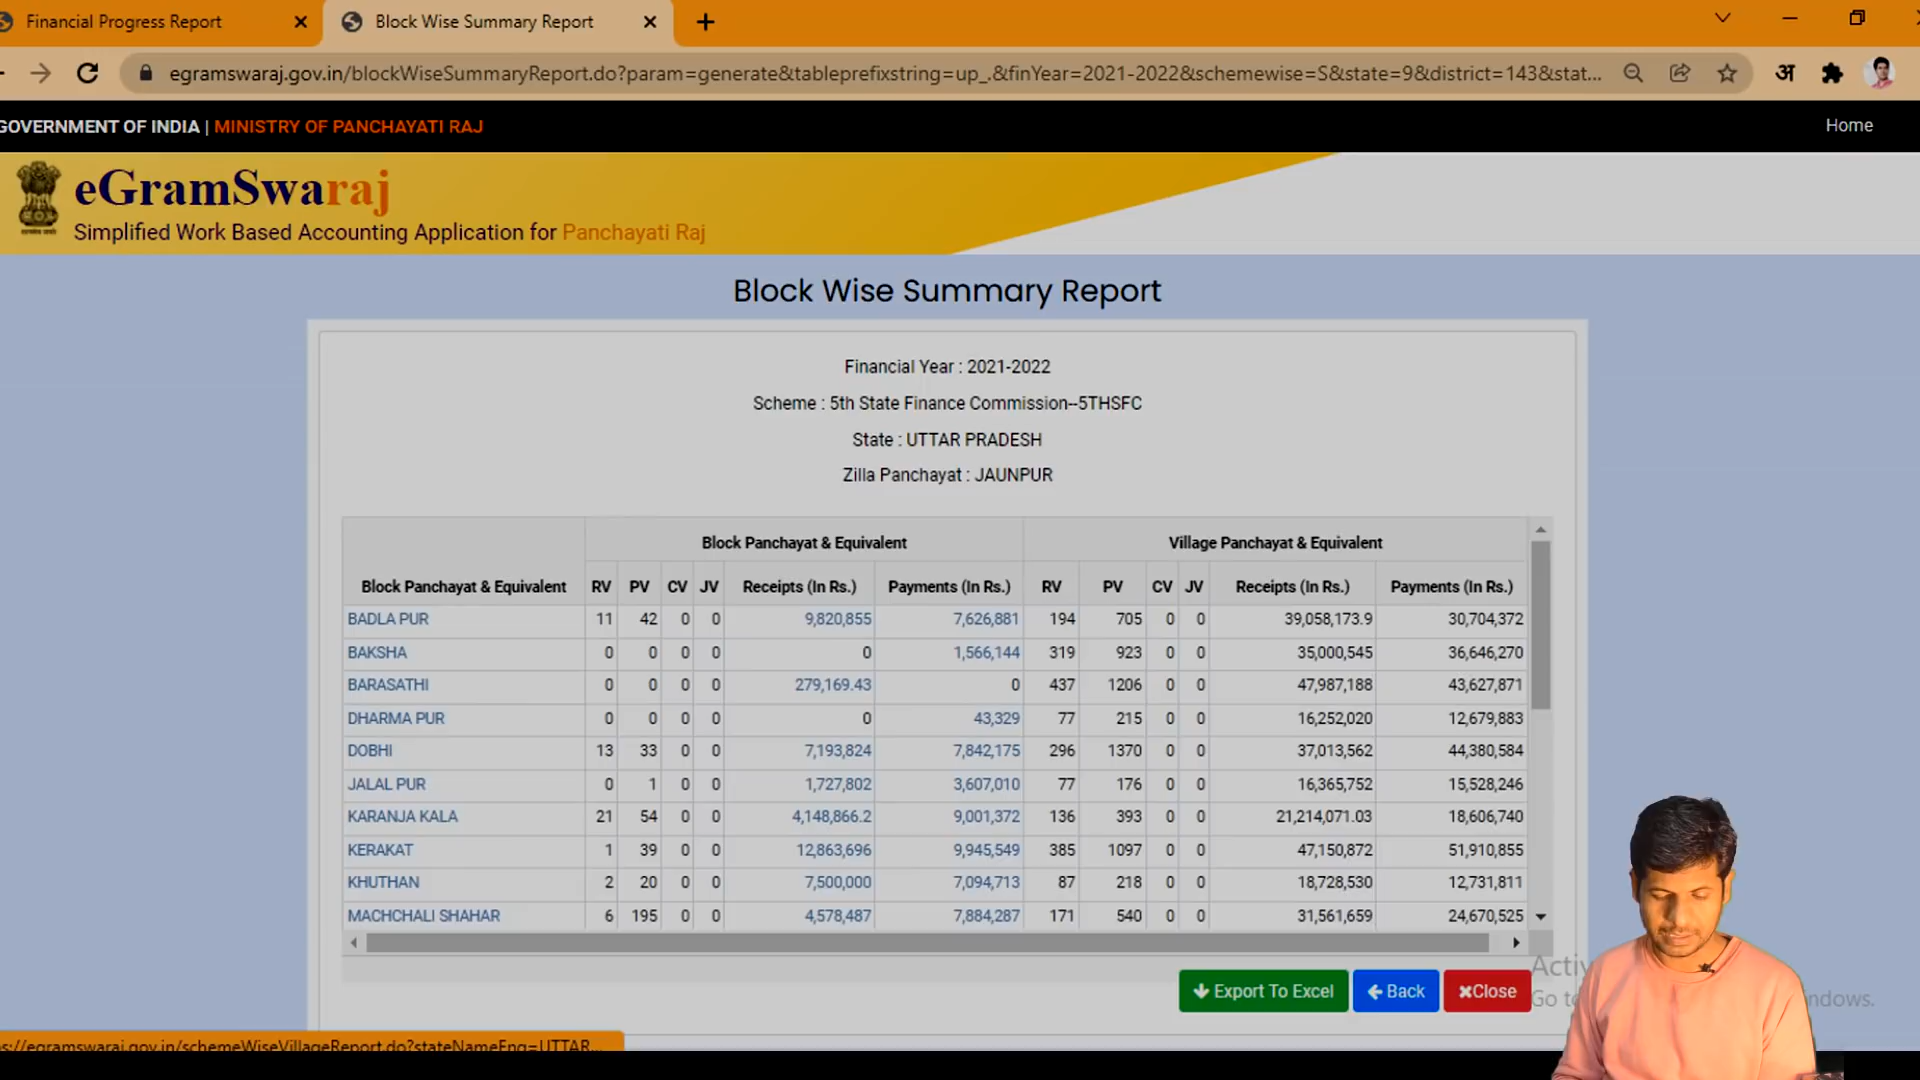 Financial Progress Report
Block Wise Summary Report
egramswaraj.gov.in/blockWiseSummaryReport.do?param=generate&tableprefixstring=up_.&finYear=2021-2022&schemewise=S&state=9&district=143&stat...
अ
GOVERNMENT OF INDIA | MINISTRY OF PANCHAYATI RAJ
Home
eGramSwaraj
Simplified Work Based Accounting Application for Panchayati Raj
Block Wise Summary Report
Financial Year : 2021-2022
Scheme : 5th State Finance Commission--5THSFC
State : UTTAR PRADESH
Zilla Panchayat : JAUNPUR
Block Panchayat & Equivalent Village Panchayat & Equivalent
Block Panchayat & Equivalent RV PV CV JV Receipts (In Rs.) Payments (In Rs.) RV PV CV JV Receipts (In Rs.) Payments (In Rs.)
BADLA PUR 11 42 0 0 9,820,855 7,626,881 194 705 0 0 39,058,173.9 30,704,372
BAKSHA 0 0 0 0 0 1,566,144 319 923 0 0 35,000,545 36,646,270
BARASATHI 0 0 0 0 279,169.43 0 437 1206 0 0 47,987,188 43,627,871
DHARMA PUR 0 0 0 0 0 43,329 77 215 0 0 16,252,020 12,679,883
DOBHI 13 33 0 0 7,193,824 7,842,175 296 1370 0 0 37,013,562 44,380,584
JALAL PUR 0 1 0 0 1,727,802 3,607,010 77 176 0 0 16,365,752 15,528,246
KARANJA KALA 21 54 0 0 4,148,866.2 9,001,372 136 393 0 0 21,214,071.03 18,606,740
KERAKAT 1 39 0 0 12,863,696 9,945,549 385 1097 0 0 47,150,872 51,910,855
KHUTHAN 2 20 0 0 7,500,000 7,094,713 87 218 0 0 18,728,530 12,731,811
MACHCHALI SHAHAR 6 195 0 0 4,578,487 7,884,287 171 540 0 0 31,561,659 24,670,525
Export To Excel Back Close
Go to
s://egramswaraj.gov.in/schemeWiseVillageReport.do?stateNameEng=UTTAR...